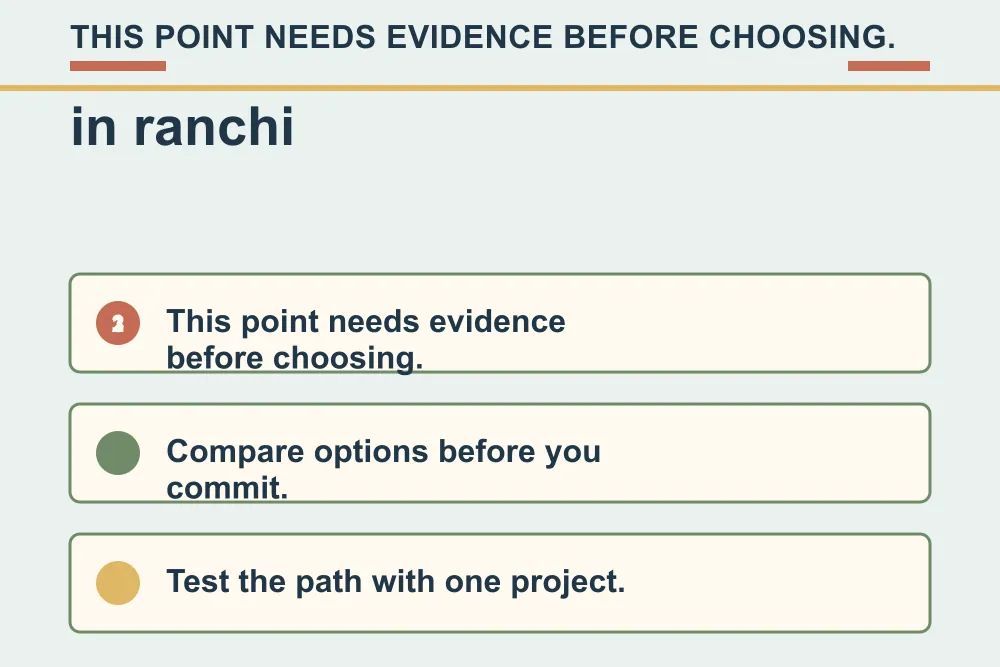 THIS POINT NEEDS EVIDENCE BEFORE CHOOSING.
in ranchi
This point needs evidence
before choosing.
Compare options before you
commit.
Test the path with one project.